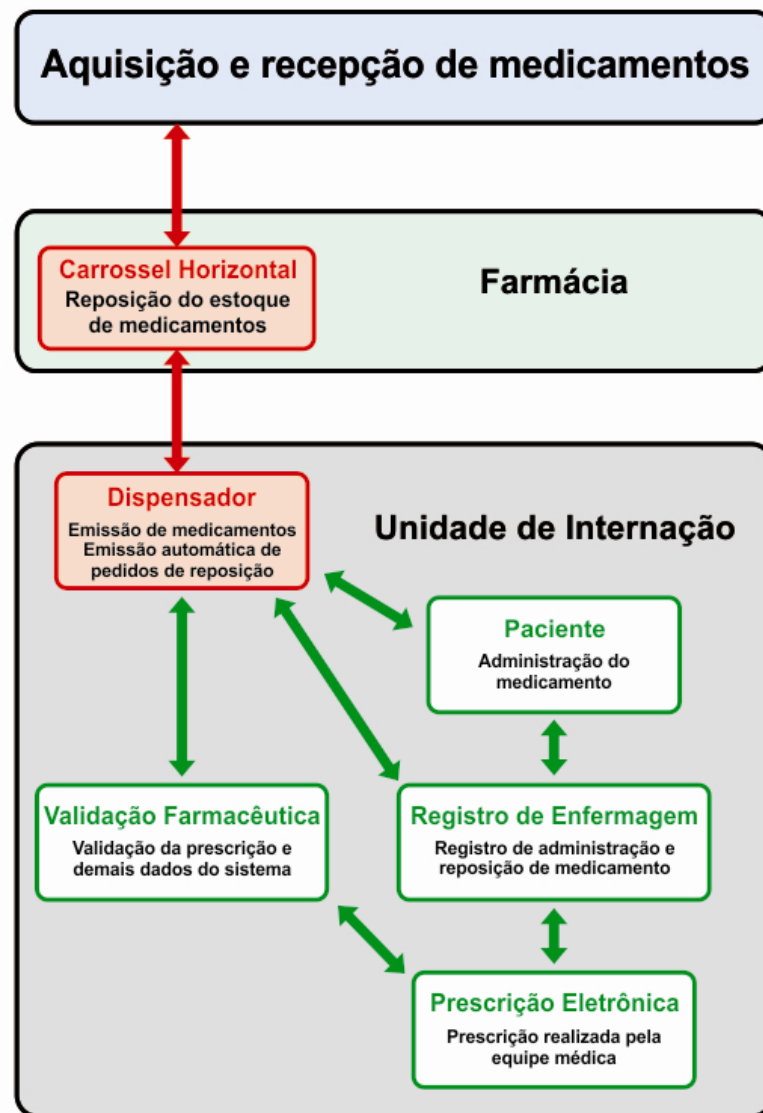 Aquisição e recepção de medicamentos
Carrossel Horizontal
Reposição do estoque
de medicamentos
Farmácia
Dispensador
Emissão de medicamentos
Emissão automática de
pedidos de reposição
Unidade de Internação
Paciente
Administração do
medicamento
Validação Farmacêutica
Validação da prescrição e
demais dados do sistema
Registro de Enfermagem
Registro de administração e
reposição de medicamento
Prescrição Eletrônica
Prescrição realizada pela
equipe médica